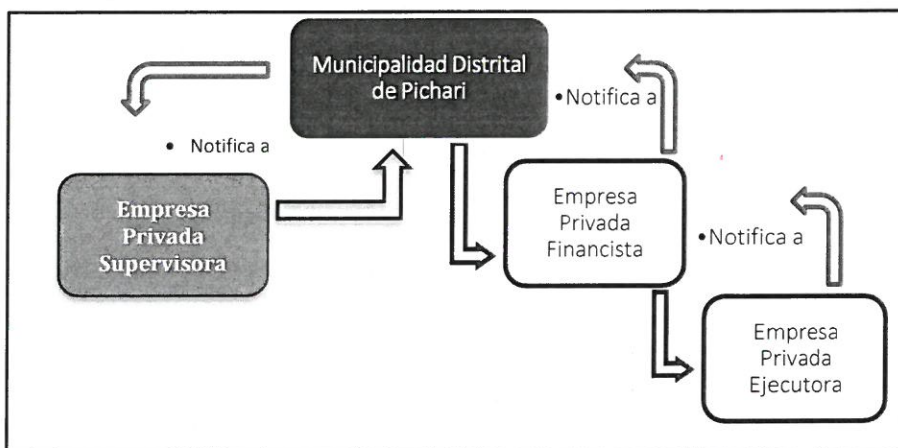 Municipalidad Distrital
de Pichari
•Notifica a
• Notifica a
Empresa
Privada
Supervisora
Empresa
Privada
Financista
•Notifica a
Empresa
Privada
Ejecutora